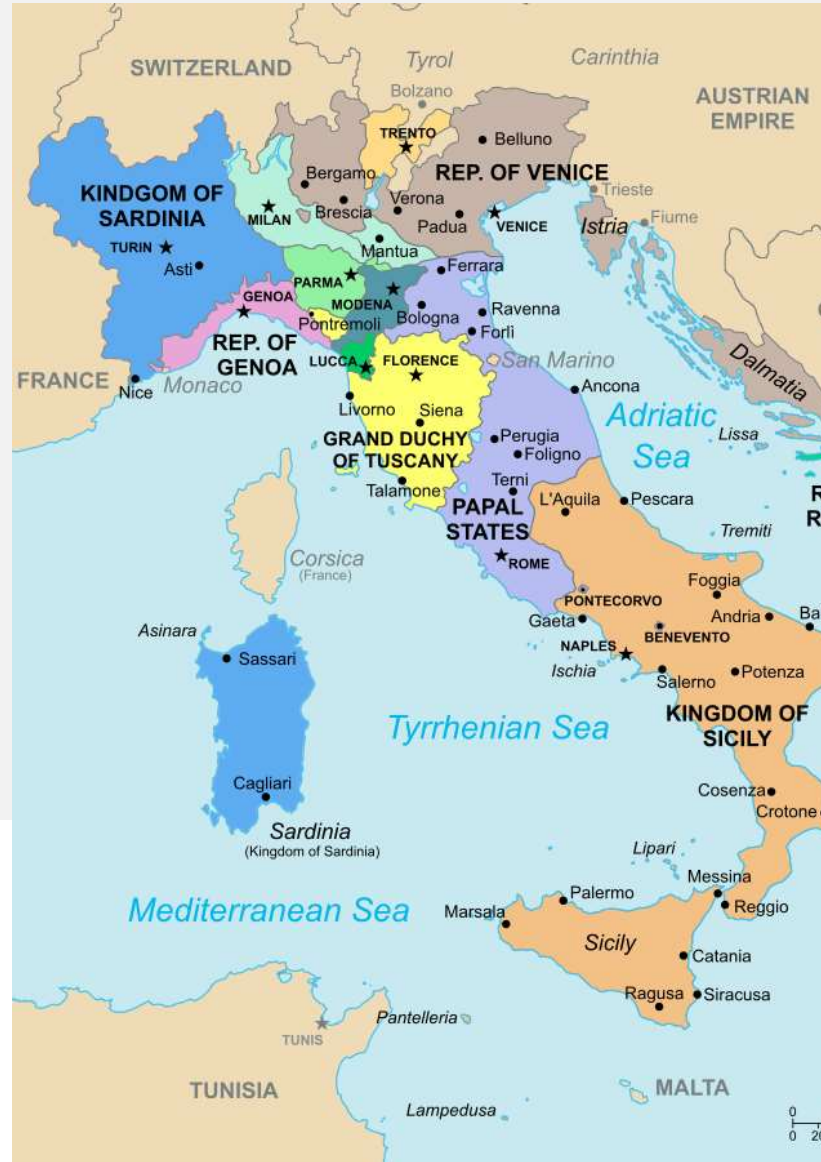 SWITZERLAND
Tyrol
Carinthia
Bolzano
AUSTRIAN
EMPIRE
TRENTO
Belluno
Bergamo
REP. OF VENICE
KINDGOM OF
SARDINIA
Brescia
Verona
Trieste
MILAN
Padua
VENICE
Istria
Fiume
TURIN
Mantua
Asti
Ferrara
PARMA
GENOA
MODENA
Bologna
Ravenna
Pontremoli
Forlì
REP. OF
GENOA
LUCCA
FLORENCE
San Marino
Dalmatia
FRANCE
Nice
Monaco
Ancona
Livorno
Siena
Adriatic
Sea
GRAND DUCHY
OF TUSCANY
Perugia
Foligno
Lissa
Talamone
Terni
L'Aquila
Pescara
PAPAL
STATES
R
R
Tremiti
ROME
Corsica
(France)
Foggia
PONTECORVO
Gaeta
Andria
Ba
Asinara
BENEVENTO
NAPLES
Sassari
Ischia
Salerno
Potenza
Tyrrhenian Sea
KINGDOM OF
SICILY
Cagliari
Cosenza
Crotone
Sardinia
(Kingdom of Sardinia)
Lipari
Messina
Palermo
Reggio
Mediterranean Sea
Marsala
Sicily
Catania
Ragusa
Siracusa
Pantelleria
TUNIS
TUNISIA
MALTA
Lampedusa
0
0 20